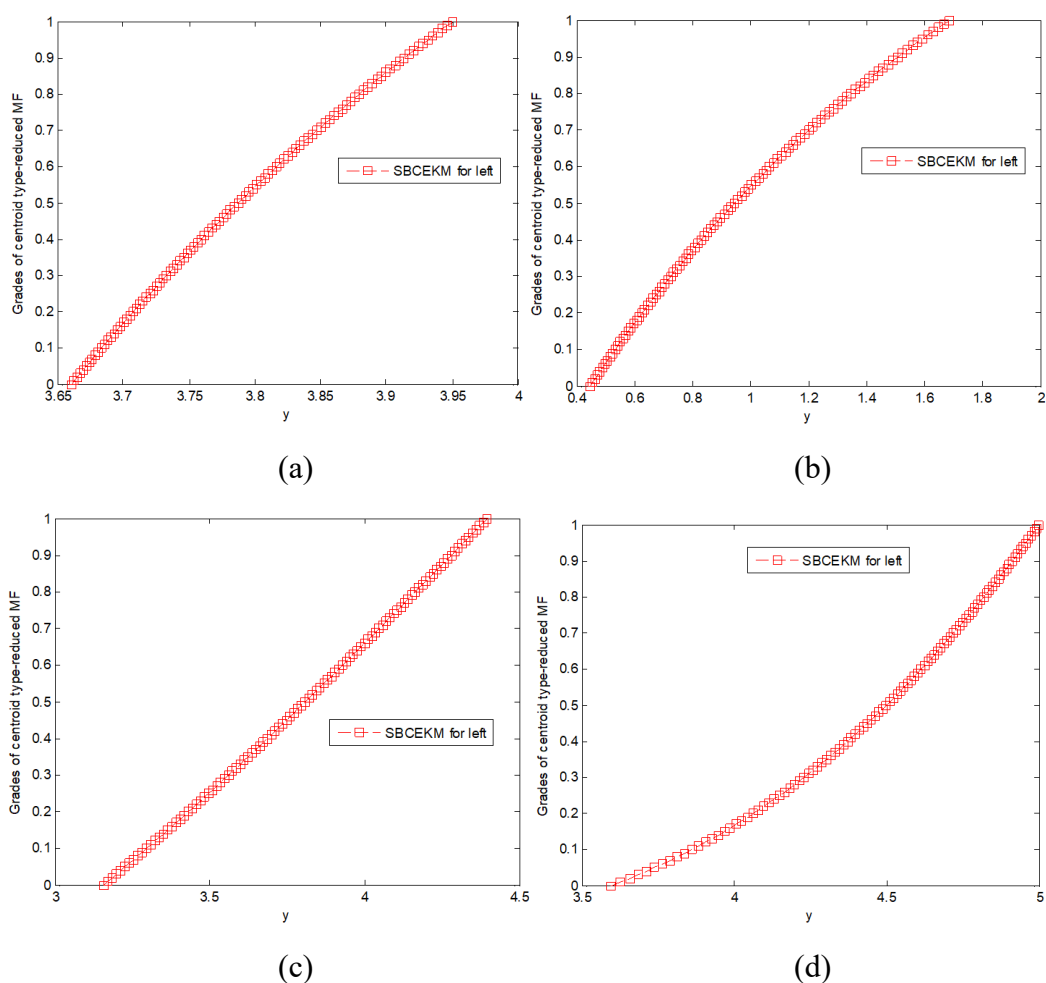 1
0.9
0.8
0.7
0.6
0.5
0.4
0.3
0.2
0.1
0
Grades of centroid type-reduced MF
SBCEKM for left
3.65 3.7 3.75 3.8 3.85 3.9 3.95 4
y
(a)
1
0.9
0.8
0.7
0.6
0.5
0.4
0.3
0.2
0.1
0
Grades of centroid type-reduced MF
SBCEKM for left
0.4 0.6 0.8 1 1.2 1.4 1.6 1.8 2
y
(b)
1
0.9
0.8
0.7
0.6
0.5
0.4
0.3
0.2
0.1
0
Grades of centroid type-reduced MF
SBCEKM for left
3 3.5 4 4.5
y
(c)
1
0.9
0.8
0.7
0.6
0.5
0.4
0.3
0.2
0.1
0
Grades of centroid type-reduced MF
SBCEKM for left
3.5 4 4.5 5
y
(d)